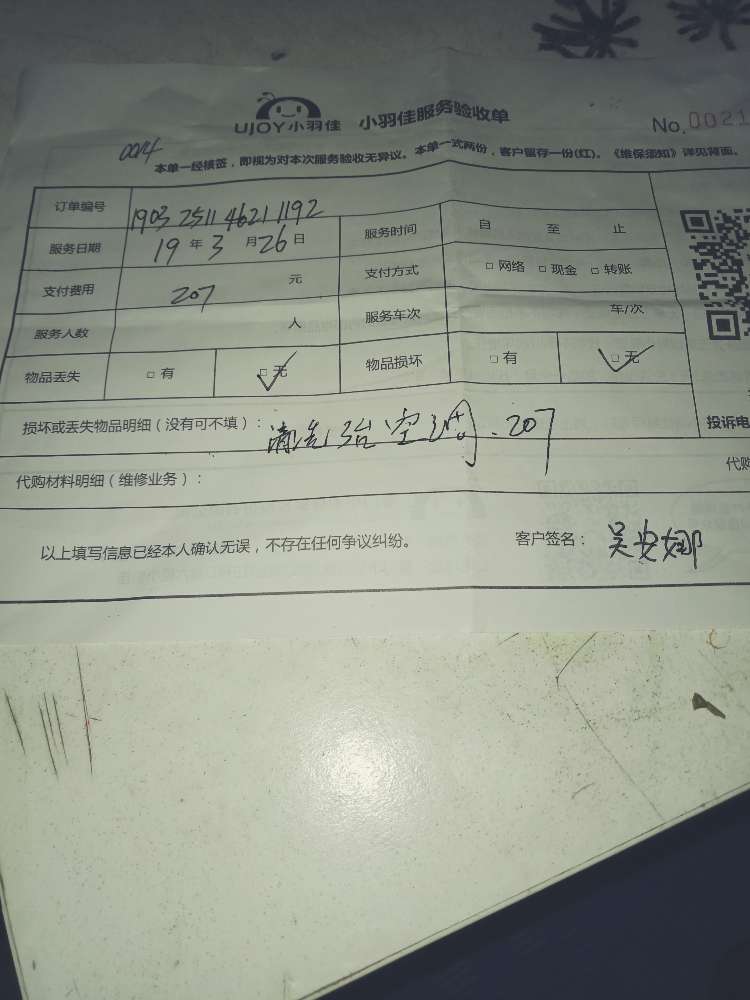 UJOY小羽佳 小羽佳服务验收单
No.0021
0014
本单一经核签，即视为对本次服务验收无异议。本单一式两份，客户留存一份(红)。《维保须知》详见背面。
订单编号 1903 2511 4621 1192
服务日期 19年3月26日 服务时间 自 至 止
支付费用 207 元 支付方式 □网络 □现金 □转账
服务人数 人 服务车次 车/次
物品丢失 □有 □无 物品损坏 □有 □无
损坏或丢失物品明细（没有可不填）： 清洗1台空调.207
投诉电
代购材料明细（维修业务）：
代购
以上填写信息已经本人确认无误，不存在任何争议纠纷。 客户签名：吴安娜